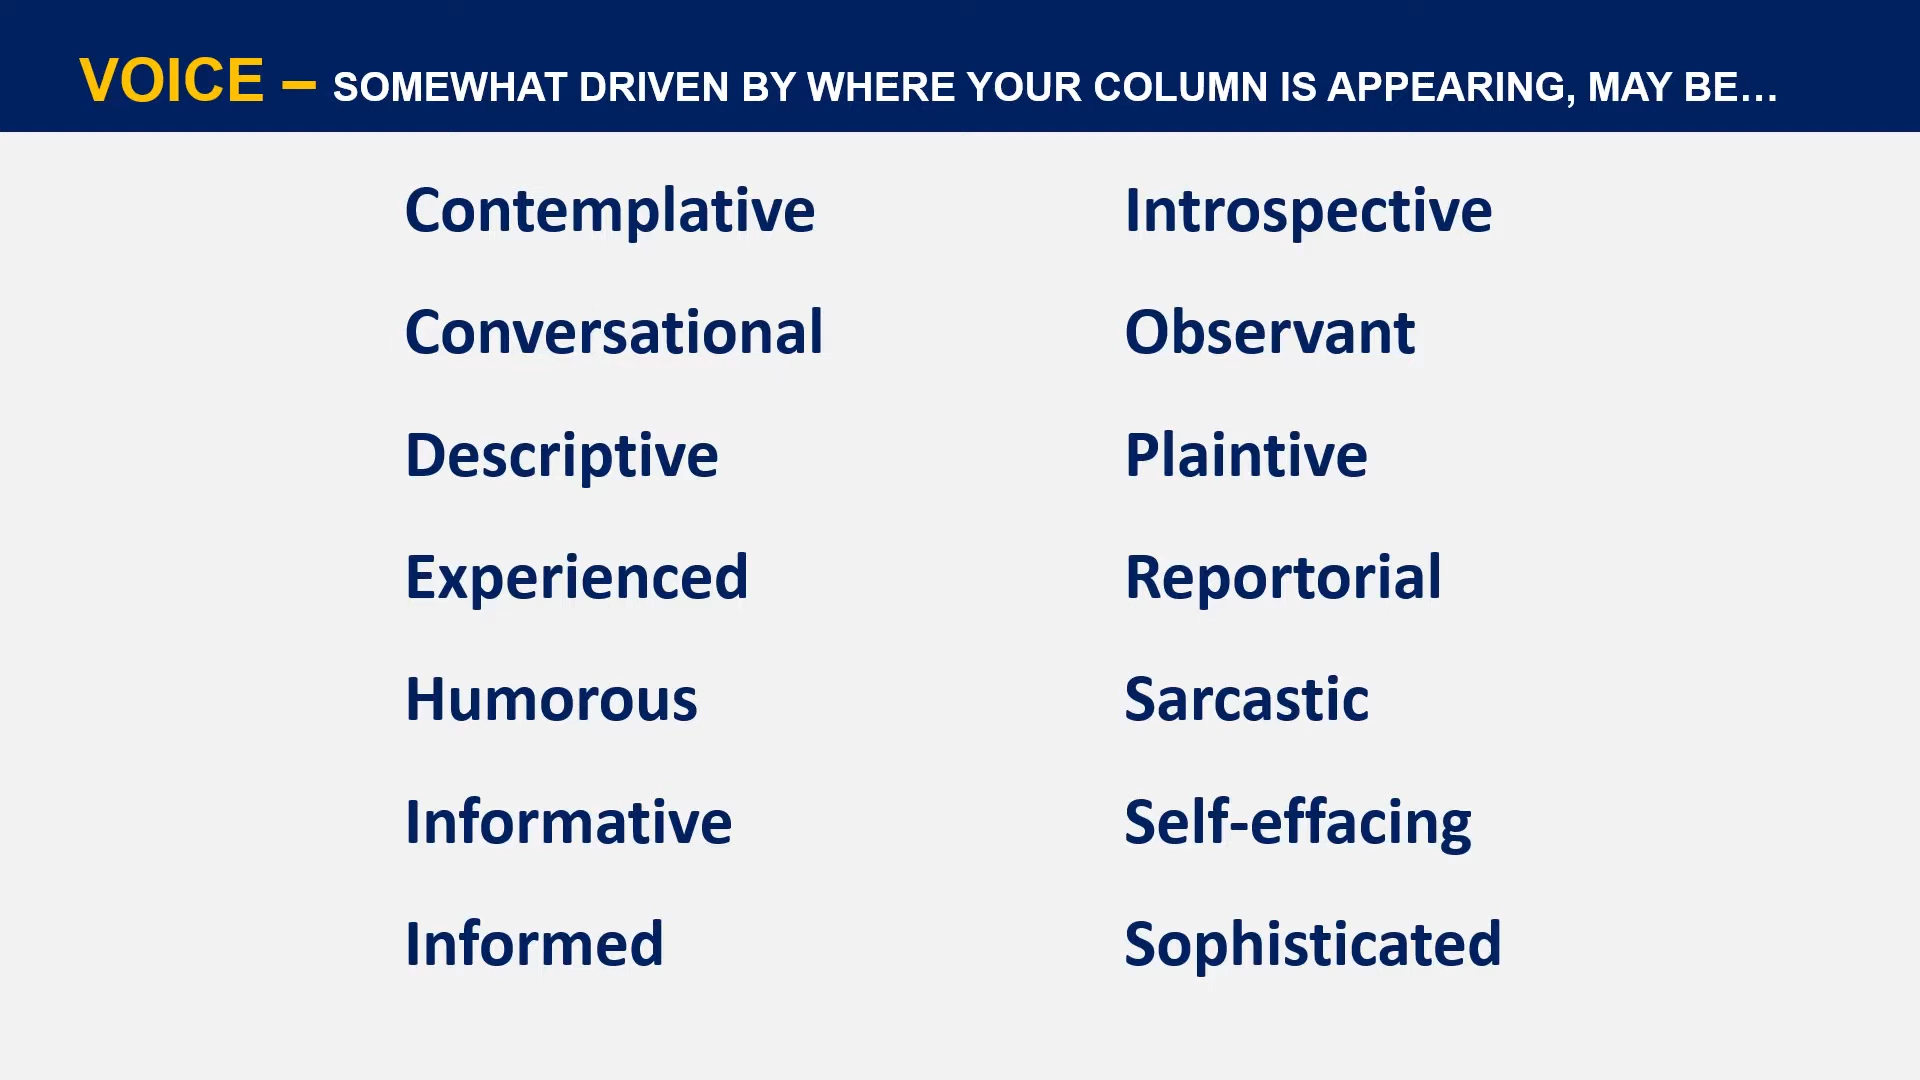 VOICE – SOMEWHAT DRIVEN BY WHERE YOUR COLUMN IS APPEARING, MAY BE…
Contemplative
Conversational
Descriptive
Experienced
Humorous
Informative
Informed
Introspective
Observant
Plaintive
Reportorial
Sarcastic
Self-effacing
Sophisticated